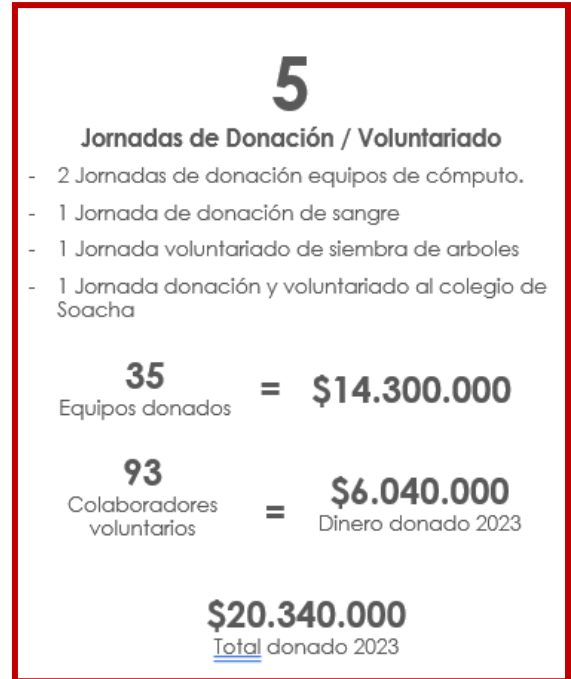 5
Jornadas de Donación / Voluntariado
- 2 Jornadas de donación equipos de cómputo.
- 1 Jornada de donación de sangre
- 1 Jornada voluntariado de siembra de arboles
- 1 Jornada donación y voluntariado al colegio de
Soacha
35
Equipos donados
= $14.300.000
93
Colaboradores
voluntarios
=
$6.040.000
Dinero donado 2023
$20.340.000
Total donado 2023